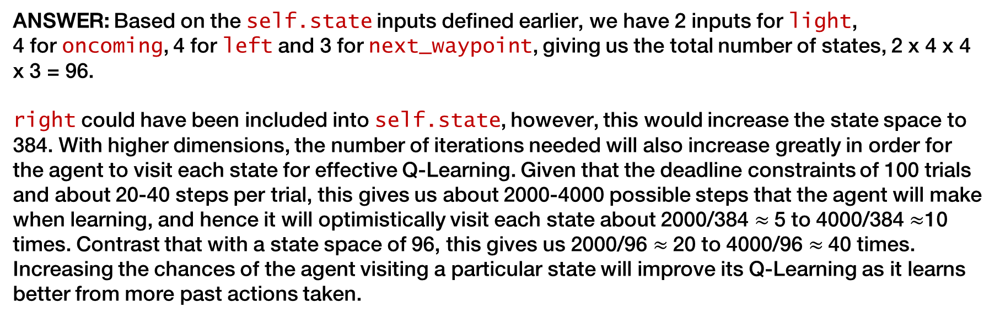 ANSWER: Based on the self.state inputs defined earlier, we have 2 inputs for light,
4 for oncoming, 4 for left and 3 for next_waypoint, giving us the total number of states, 2 x 4 x 4
x 3 = 96.
right could have been included into self.state, however, this would increase the state space to
384. With higher dimensions, the number of iterations needed will also increase greatly in order for
the agent to visit each state for effective Q-Learning. Given that the deadline constraints of 100 trials
and about 20-40 steps per trial, this gives us about 2000-4000 possible steps that the agent will make
when learning, and hence it will optimistically visit each state about 2000/384 ≈ 5 to 4000/384 ≈10
times. Contrast that with a state space of 96, this gives us 2000/96 ≈ 20 to 4000/96 ≈ 40 times.
Increasing the chances of the agent visiting a particular state will improve its Q-Learning as it learns
better from more past actions taken.